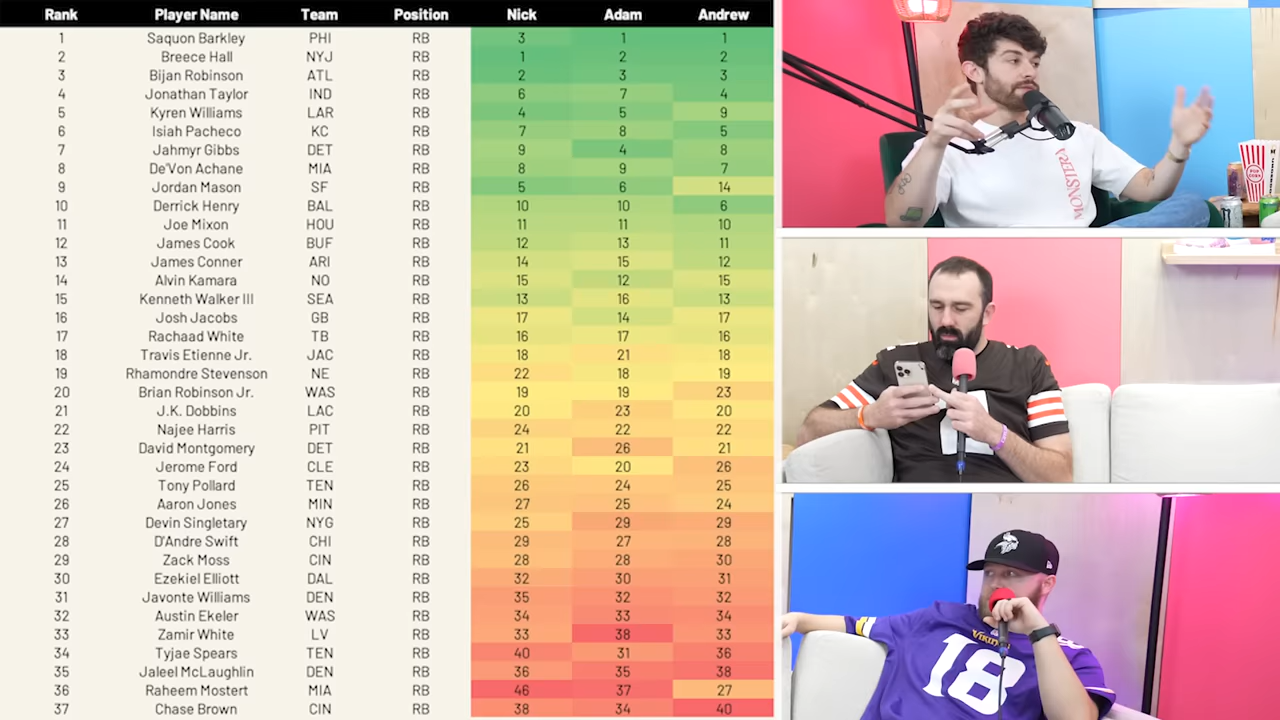 Rank Player Name Team Position Nick Adam Andrew
1 Saquon Barkley PHI RB 3 1 1
2 Breece Hall NYJ RB 1 2 2
3 Bijan Robinson ATL RB 2 3 3
4 Jonathan Taylor IND RB 6 7 4
5 Kyren Williams LAR RB 4 5 9
6 Isiah Pacheco KC RB 7 8 5
7 Jahmyr Gibbs DET RB 9 4 8
8 De'Von Achane MIA RB 8 9 7
9 Jordan Mason SF RB 5 6 14
10 Derrick Henry BAL RB 10 10 6
11 Joe Mixon HOU RB 11 11 10
12 James Cook BUF RB 12 13 11
13 James Conner ARI RB 14 15 12
14 Alvin Kamara NO RB 15 12 15
15 Kenneth Walker III SEA RB 13 16 13
16 Josh Jacobs GB RB 17 14 17
17 Rachaad White TB RB 16 17 16
18 Travis Etienne Jr. JAC RB 18 21 18
19 Rhamondre Stevenson NE RB 22 18 19
20 Brian Robinson Jr. WAS RB 19 19 23
21 J.K. Dobbins LAC RB 20 23 20
22 Najee Harris PIT RB 24 22 22
23 David Montgomery DET RB 21 26 21
24 Jerome Ford CLE RB 23 20 26
25 Tony Pollard TEN RB 26 24 25
26 Aaron Jones MIN RB 27 25 24
27 Devin Singletary NYG RB 25 29 29
28 D'Andre Swift CHI RB 29 27 28
29 Zack Moss CIN RB 28 28 30
30 Ezekiel Elliott DAL RB 32 30 31
31 Javonte Williams DEN RB 35 32 32
32 Austin Ekeler WAS RB 34 33 34
33 Zamir White LV RB 33 38 33
34 Tyjae Spears TEN RB 40 31 36
35 Jaleel McLaughlin DEN RB 36 35 38
36 Raheem Mostert MIA RB 46 37 27
37 Chase Brown CIN RB 38 34 40
MONSTERA
VIKINGS
18
18